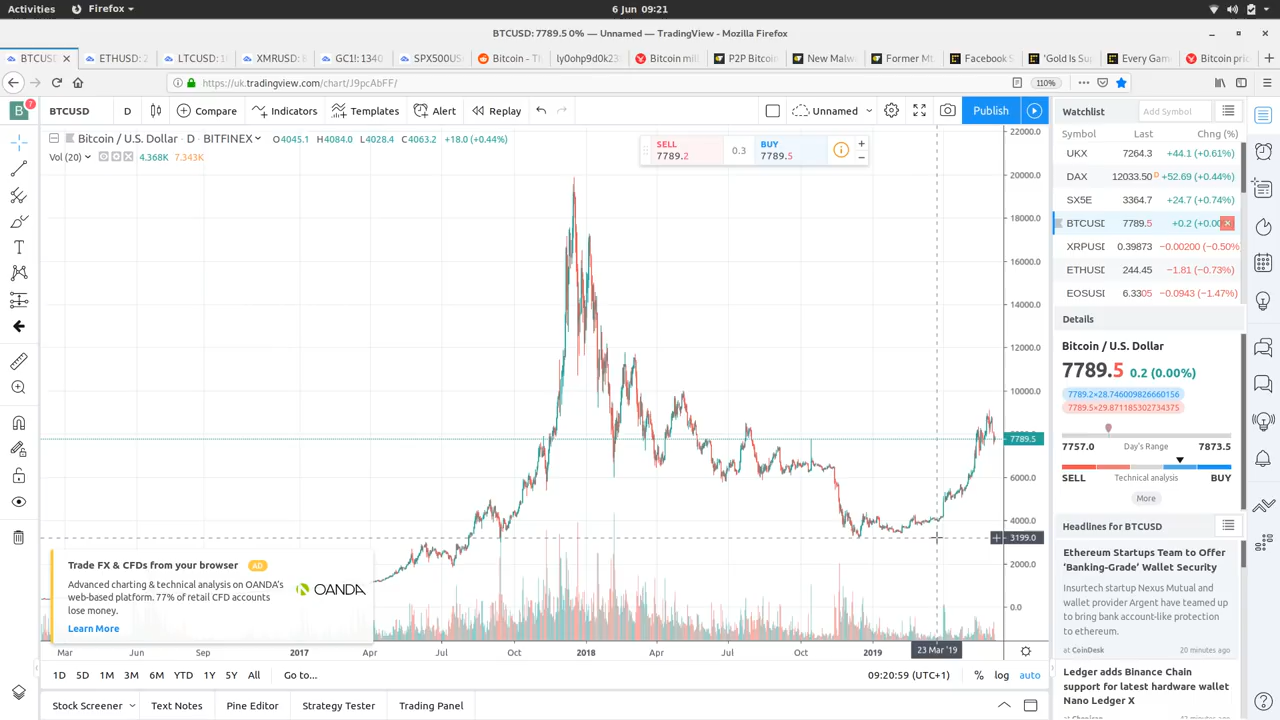 Activities Firefox 6 Jun 09:21
BTCUSD: 7789.5 0% — Unnamed — TradingView - Mozilla Firefox
BTCUSD: ETHUSD: 2 LTCUSD: 1 XMRUSD: 8 GC1!: 1340 SPX500US Bitcoin - Th ly0ohp9d0k23 Bitcoin mil P2P Bitcoin New Malwa Former Mt. Facebook S 'Gold Is Su Every Game Bitcoin pric
https://uk.tradingview.com/chart/J9pcAbFF/ 110%
B 7 BTCUSD D Compare Indicators Templates Alert Replay Unnamed Publish
Watchlist Add Symbol
Bitcoin / U.S. Dollar - D - BITFINEX O4045.1 H4084.0 L4028.4 C4063.2 +18.0 (+0.44%)
Vol (20) 4.368K 7.343K
SELL 7789.2 0.3 BUY 7789.5
Symbol Last Chng (%)
UKX 7264.3 +44.1 (+0.61%)
DAX 12033.50 D +52.69 (+0.44%)
SX5E 3364.7 +24.7 (+0.74%)
BTCUSD 7789.5 +0.2 (+0.00
XRPUSD 0.39873 −0.00200 (−0.50%)
ETHUSD 244.45 −1.81 (−0.73%)
EOSUSD 6.3305 −0.0943 (−1.47%)
22000.0
20000.0
18000.0
16000.0
14000.0
12000.0
10000.0
7789.5
6000.0
4000.0
3199.0
2000.0
0.0
Details
Bitcoin / U.S. Dollar
7789.5 0.2 (0.00%)
7789.2×28.746009826660156
7789.5×29.871185302734375
7757.0 Day's Range 7873.5
SELL Technical analysis BUY
More
Headlines for BTCUSD
Ethereum Startups Team to Offer
‘Banking-Grade’ Wallet Security
Insurtech startup Nexus Mutual and
wallet provider Argent have teamed up
to bring bank account-like protection
to ethereum.
at CoinDesk 20 minutes ago
Ledger adds Binance Chain
support for latest hardware wallet
Nano Ledger X
Trade FX & CFDs from your browser AD
Advanced charting & technical analysis on OANDA's
web-based platform. 77% of retail CFD accounts
lose money.
OANDA
Learn More
Mar Jun Sep 2017 Apr Jul Oct 2018 Apr Jul Oct 2019 23 Mar '19
1D 5D 1M 3M 6M YTD 1Y 5Y All Go to... 09:20:59 (UTC+1) % log auto
Stock Screener Text Notes Pine Editor Strategy Tester Trading Panel